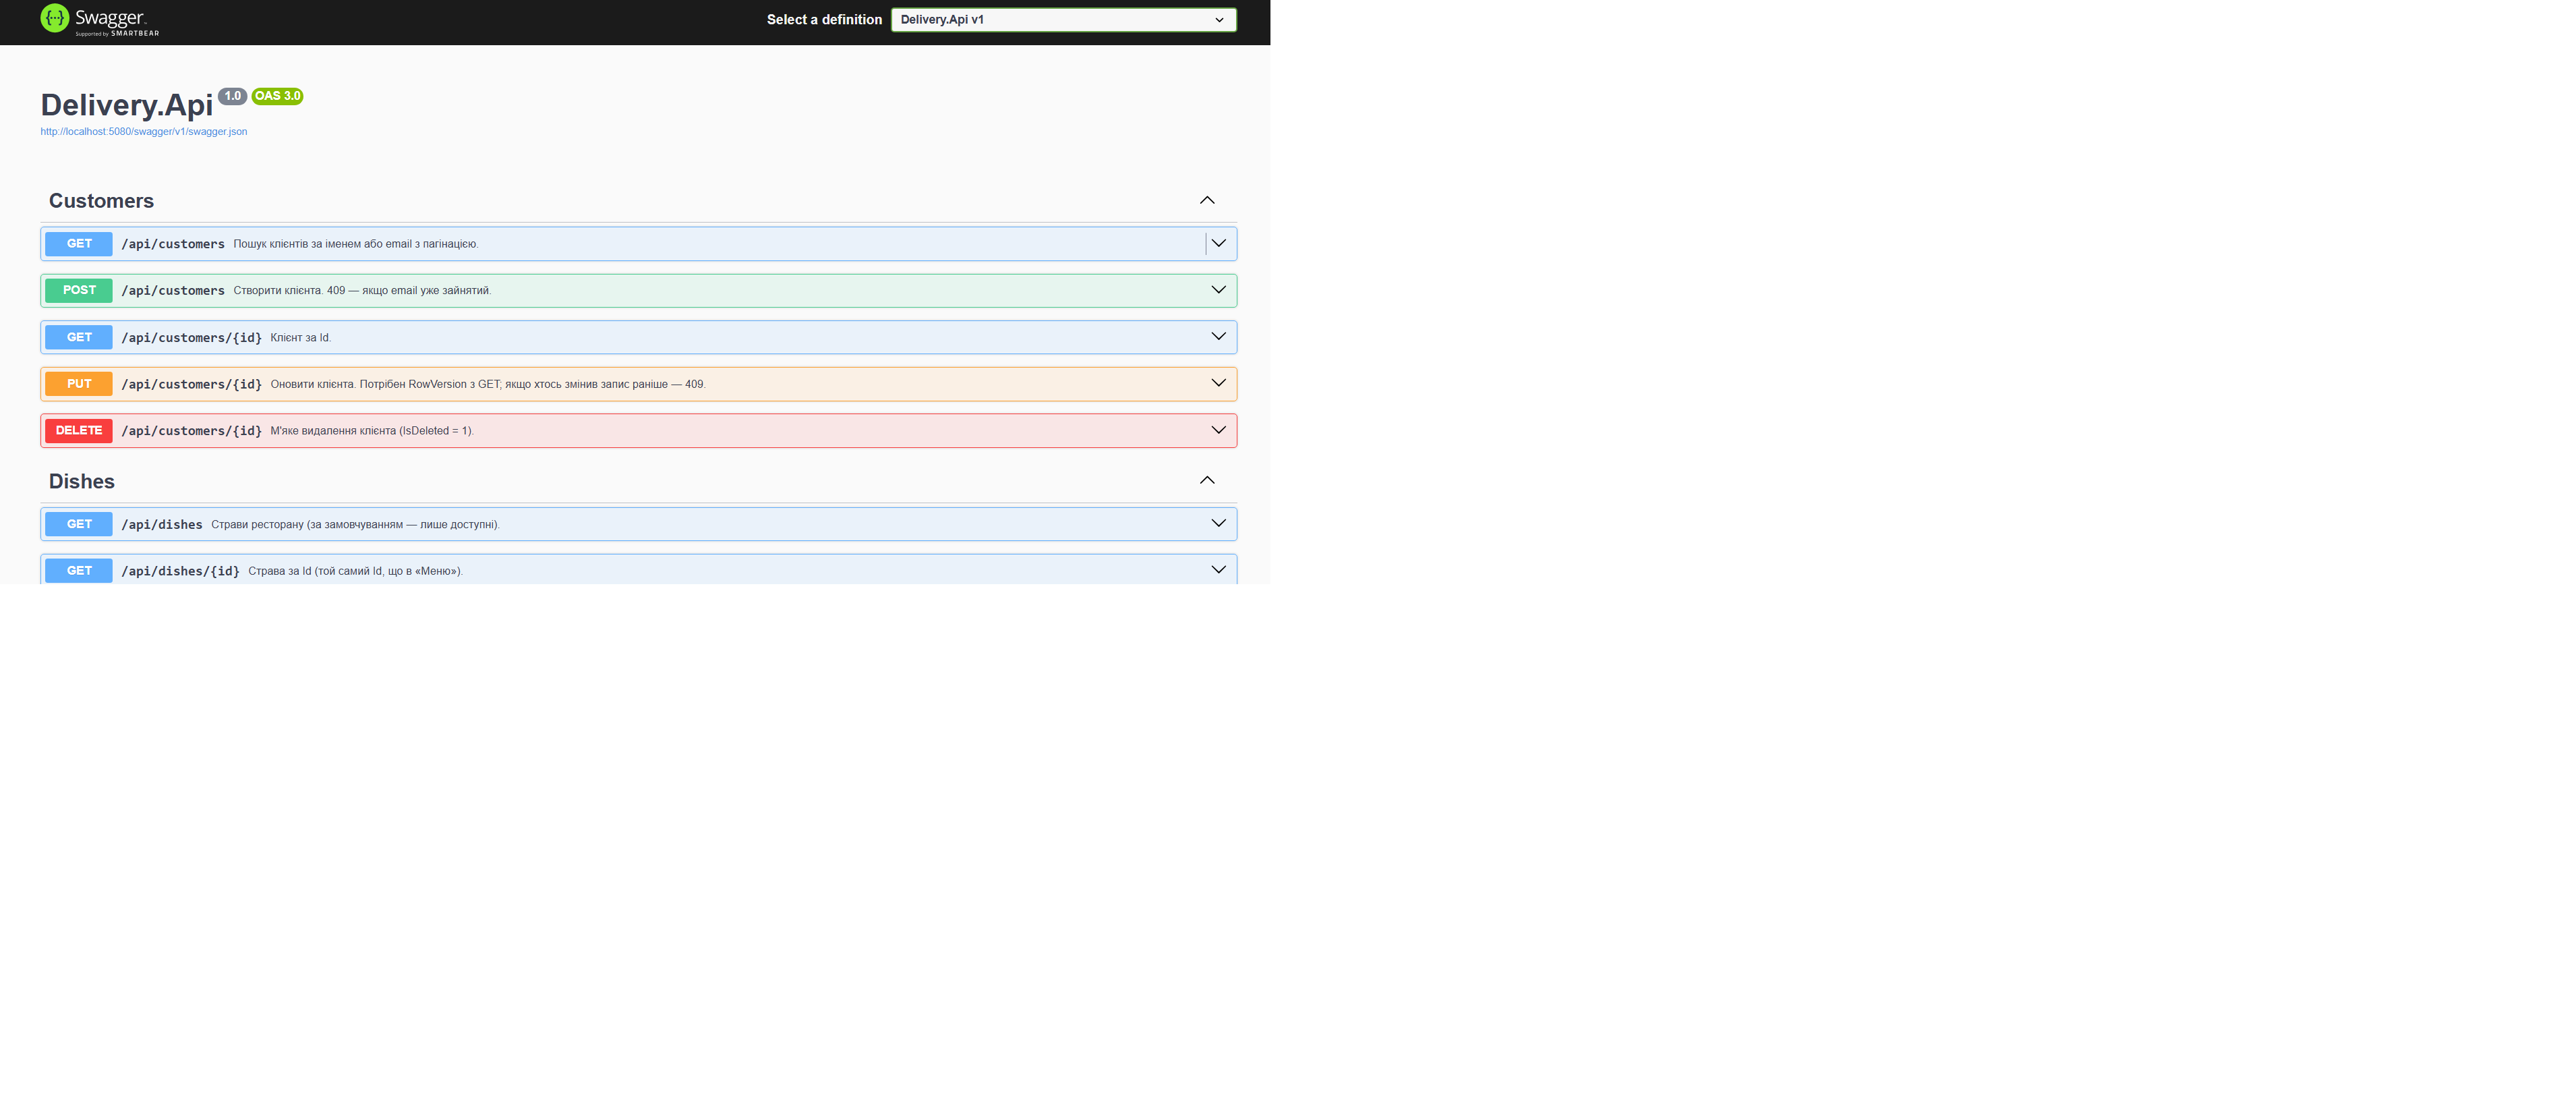 Swagger
Supported by SMARTBEAR
Select a definition
Delivery.Api v1
Delivery.Api 1.0 OAS 3.0
http://localhost:5080/swagger/v1/swagger.json
Customers
GET /api/customers Пошук клієнтів за іменем або email з пагінацією.
POST /api/customers Створити клієнта. 409 — якщо email уже зайнятий.
GET /api/customers/{id} Клієнт за Id.
PUT /api/customers/{id} Оновити клієнта. Потрібен RowVersion з GET; якщо хтось змінив запис раніше — 409.
DELETE /api/customers/{id} М'яке видалення клієнта (IsDeleted = 1).
Dishes
GET /api/dishes Страви ресторану (за замовчуванням — лише доступні).
GET /api/dishes/{id} Страва за Id (той самий Id, що в «Меню»).